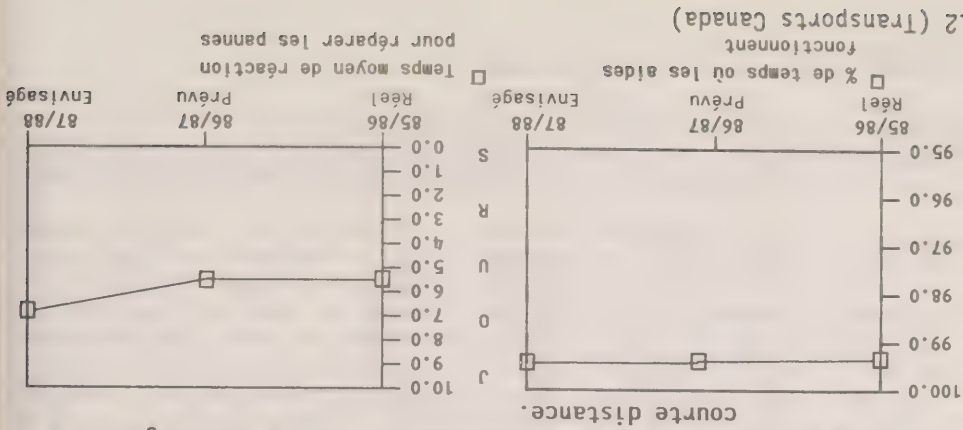 courte distance.
100.0
99.0
98.0
97.0
96.0
95.0
85/86 86/87 87/88
Réel Prévu Envisagé
% de temps où les aides
fonctionnent
J
O
U
R
S
10.0
9.0
8.0
7.0
6.0
5.0
4.0
3.0
2.0
1.0
0.0
85/86 86/87 87/88
Réel Prévu Envisagé
Temps moyen de réaction
pour réparer les pannes
.2 (Transports Canada)